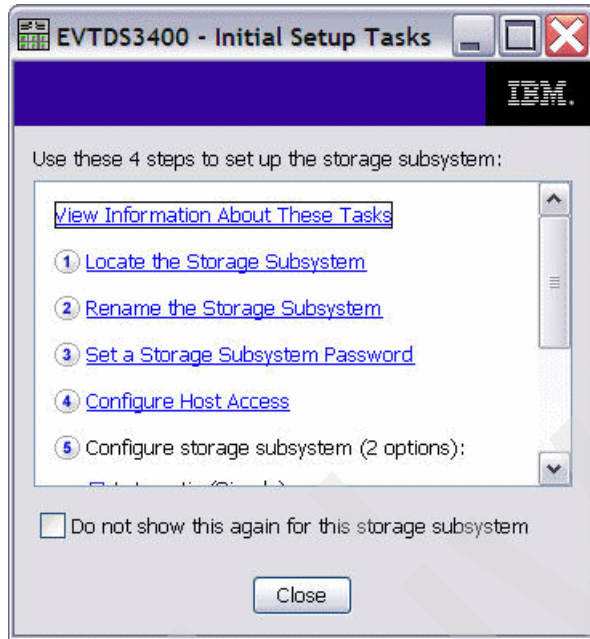 EVTDS3400 - Initial Setup Tasks
IBM.
Use these 4 steps to set up the storage subsystem:
View Information About These Tasks
1 Locate the Storage Subsystem
2 Rename the Storage Subsystem
3 Set a Storage Subsystem Password
4 Configure Host Access
5 Configure storage subsystem (2 options):
Do not show this again for this storage subsystem
Close